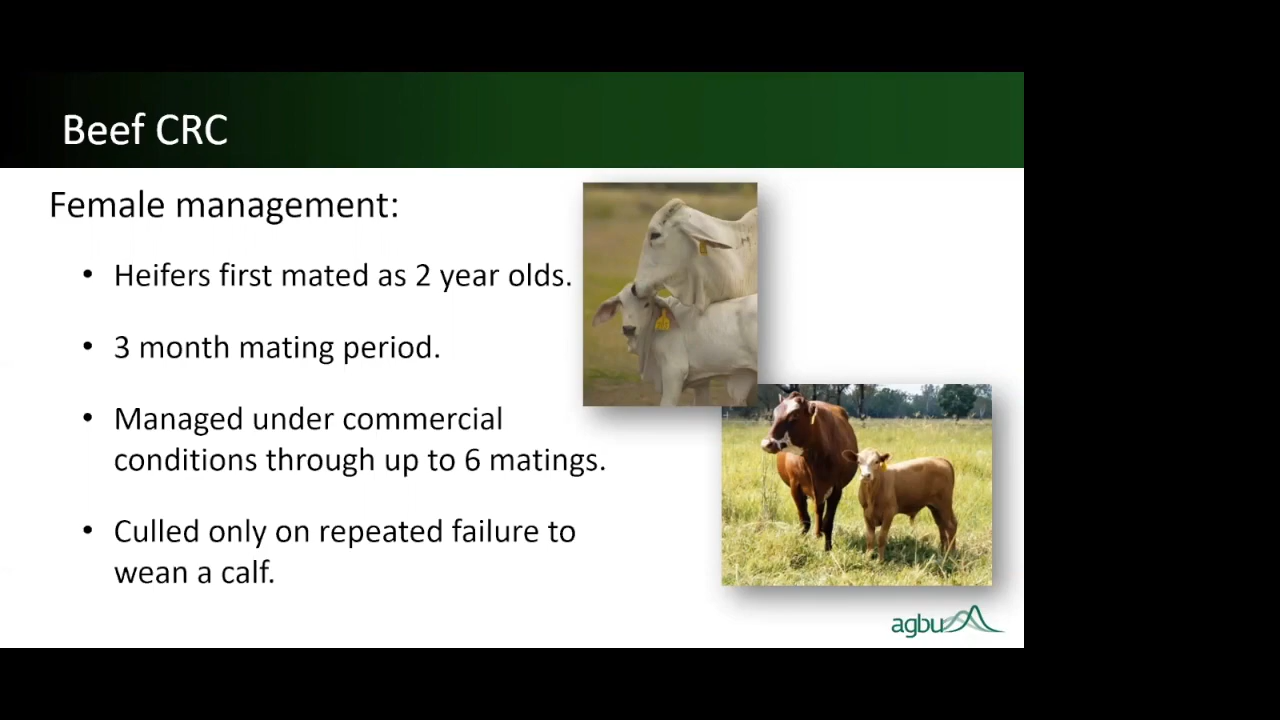 Beef CRC
Female management:
• Heifers first mated as 2 year olds.
• 3 month mating period.
• Managed under commercial
conditions through up to 6 matings.
• Culled only on repeated failure to
wean a calf.
agbu